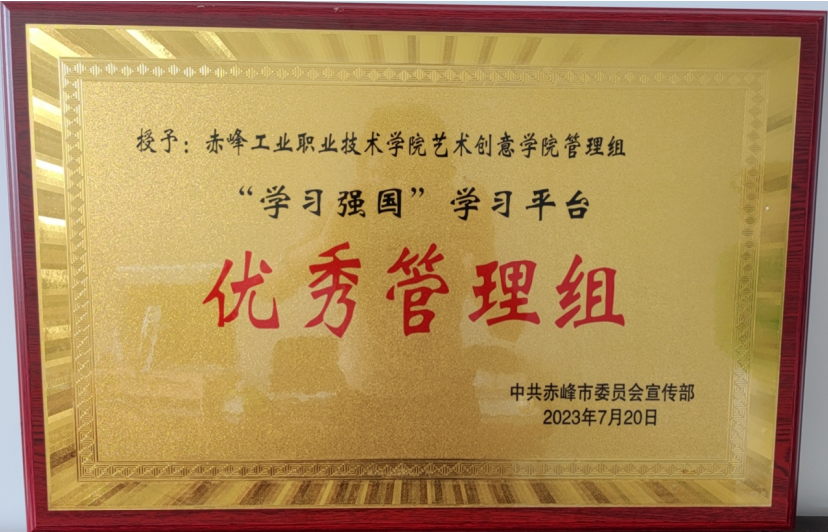 授予：赤峰工业职业技术学院艺术创意学院管理组
“学习强国”学习平台
优秀管理组
中共赤峰市委员会宣传部
2023年7月20日